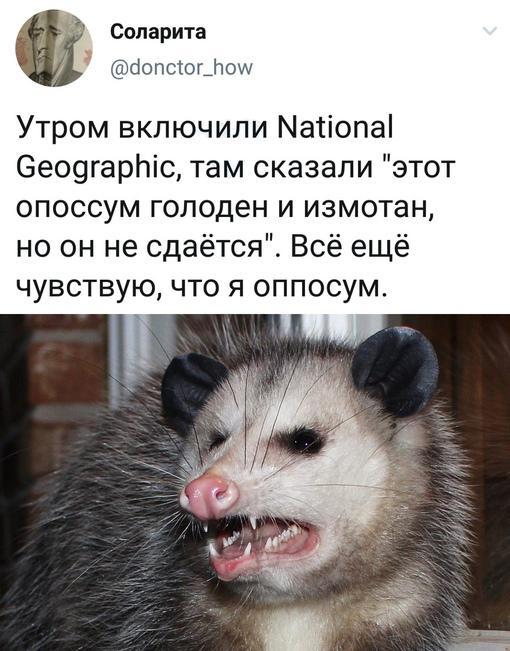 Соларита
@donctor_how
Утром включили National
Geographic, там сказали "этот
опоссум голоден и измотан,
но он не сдаётся". Всё ещё
чувствую, что я оппосум.